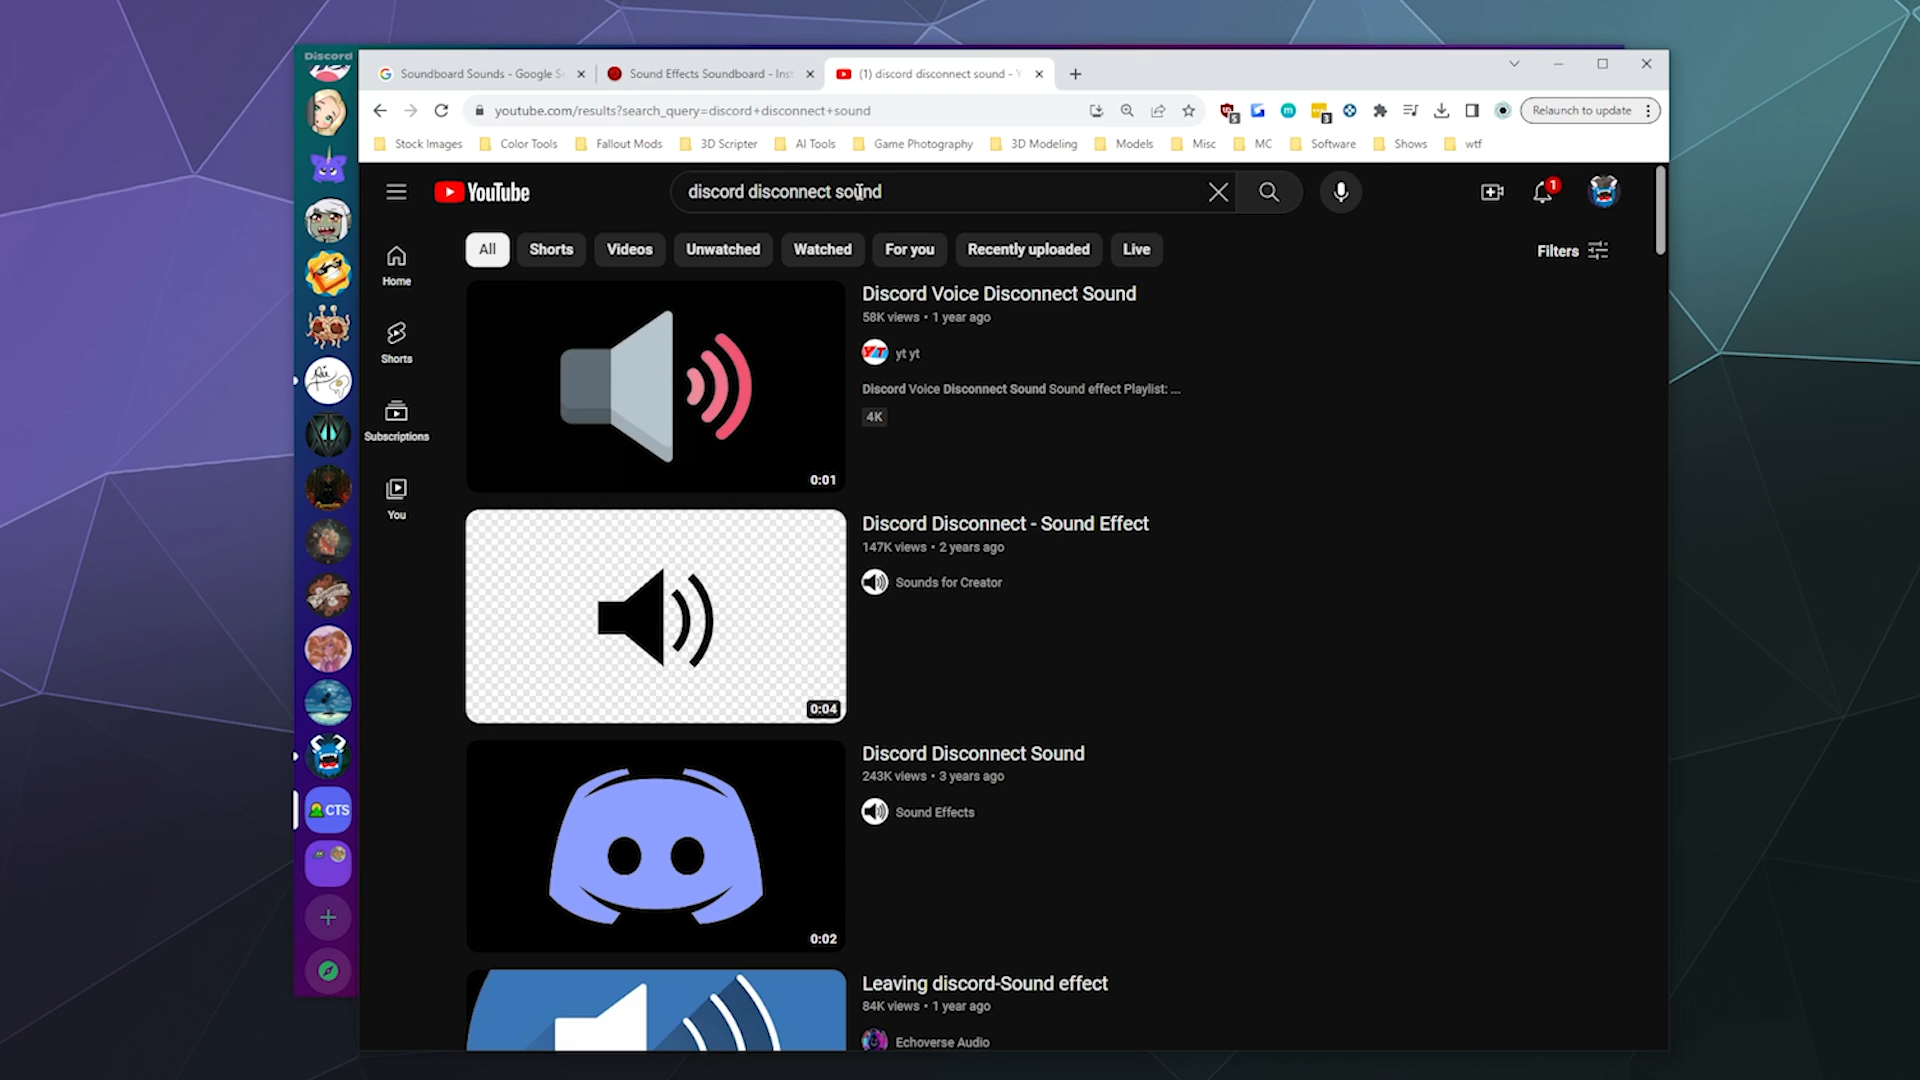 Discord
Soundboard Sounds - Google Se
Sound Effects Soundboard - Inst
(1) discord disconnect sound - Y
youtube.com/results?search_query=discord+disconnect+sound
5
3
Relaunch to update
Stock Images
Color Tools
Fallout Mods
3D Scripter
AI Tools
Game Photography
3D Modeling
Models
Misc
MC
Software
Shows
wtf
YouTube
discord disconnect sound
1
All
Shorts
Videos
Unwatched
Watched
For you
Recently uploaded
Live
Filters
Home
Shorts
Subscriptions
You
Discord Voice Disconnect Sound
58K views • 1 year ago
yt yt
Discord Voice Disconnect Sound Sound effect Playlist: ...
4K
0:01
Discord Disconnect - Sound Effect
147K views • 2 years ago
Sounds for Creator
0:04
Discord Disconnect Sound
243K views • 3 years ago
Sound Effects
0:02
Leaving discord-Sound effect
84K views • 1 year ago
Echoverse Audio
CTS